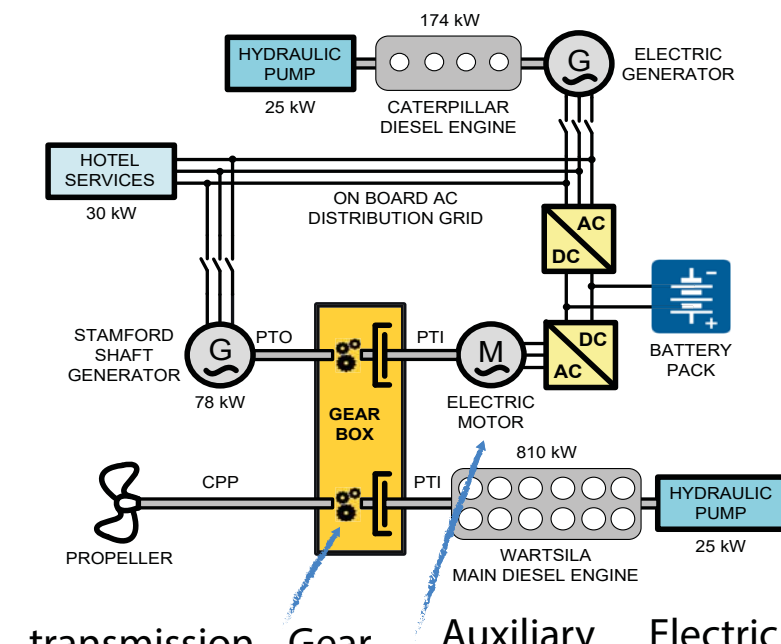 174 kW
HYDRAULIC
PUMP
25 kW
G
ELECTRIC
GENERATOR
CATERPILLAR
DIESEL ENGINE
HOTEL
SERVICES
30 kW
ON BOARD AC
DISTRIBUTION GRID
AC
DC
STAMFORD
SHAFT
GENERATOR
G
78 kW
PTO
PTI
M
ELECTRIC
MOTOR
DC
AC
- +
BATTERY
PACK
GEAR
BOX
810 kW
CPP
PTI
PROPELLER
WARTSILA
MAIN DIESEL ENGINE
HYDRAULIC
PUMP
25 kW
transmission Gear Auxiliary Electric